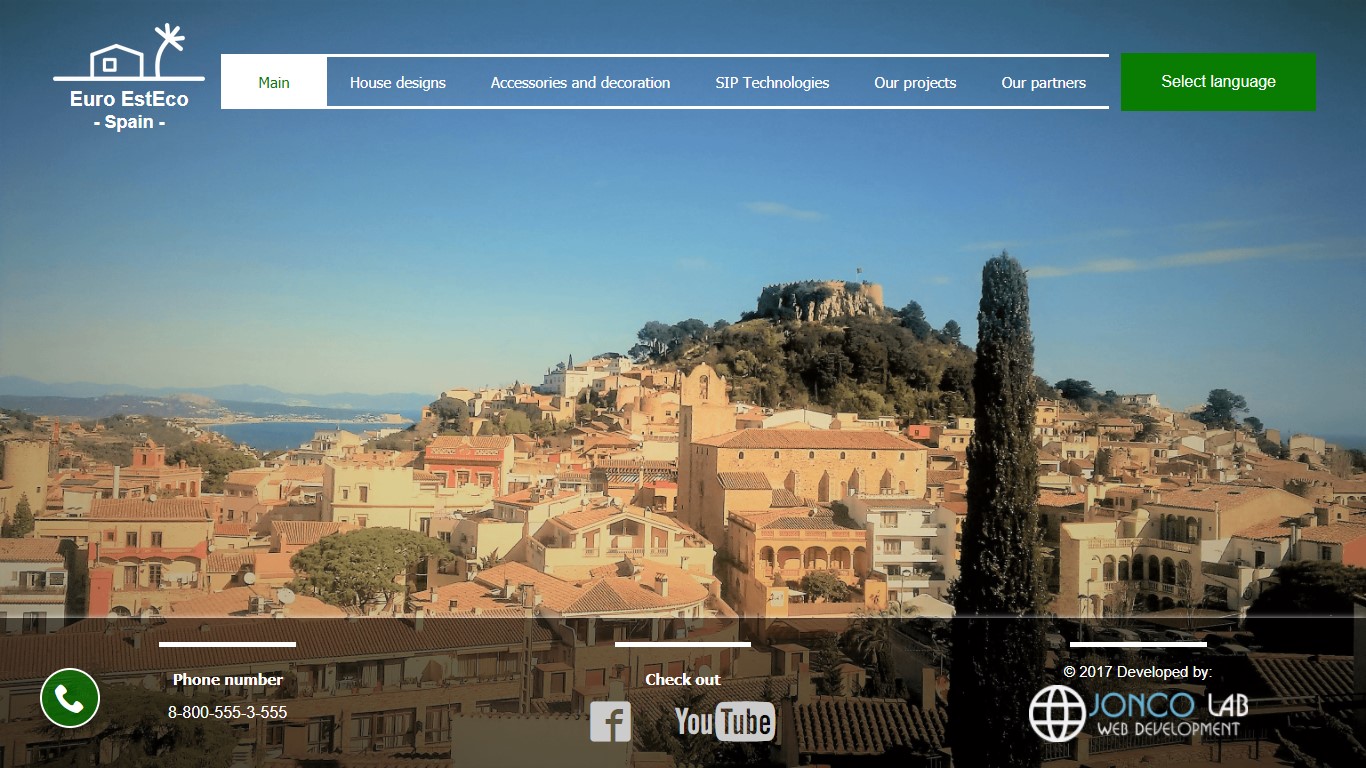 Euro EstEco
- Spain -
Main
House designs
Accessories and decoration
SIP Technologies
Our projects
Our partners
Select language
Phone number
8-800-555-3-555
Check out
f
YouTube
© 2017 Developed by:
JONCO LAB
WEB DEVELOPMENT